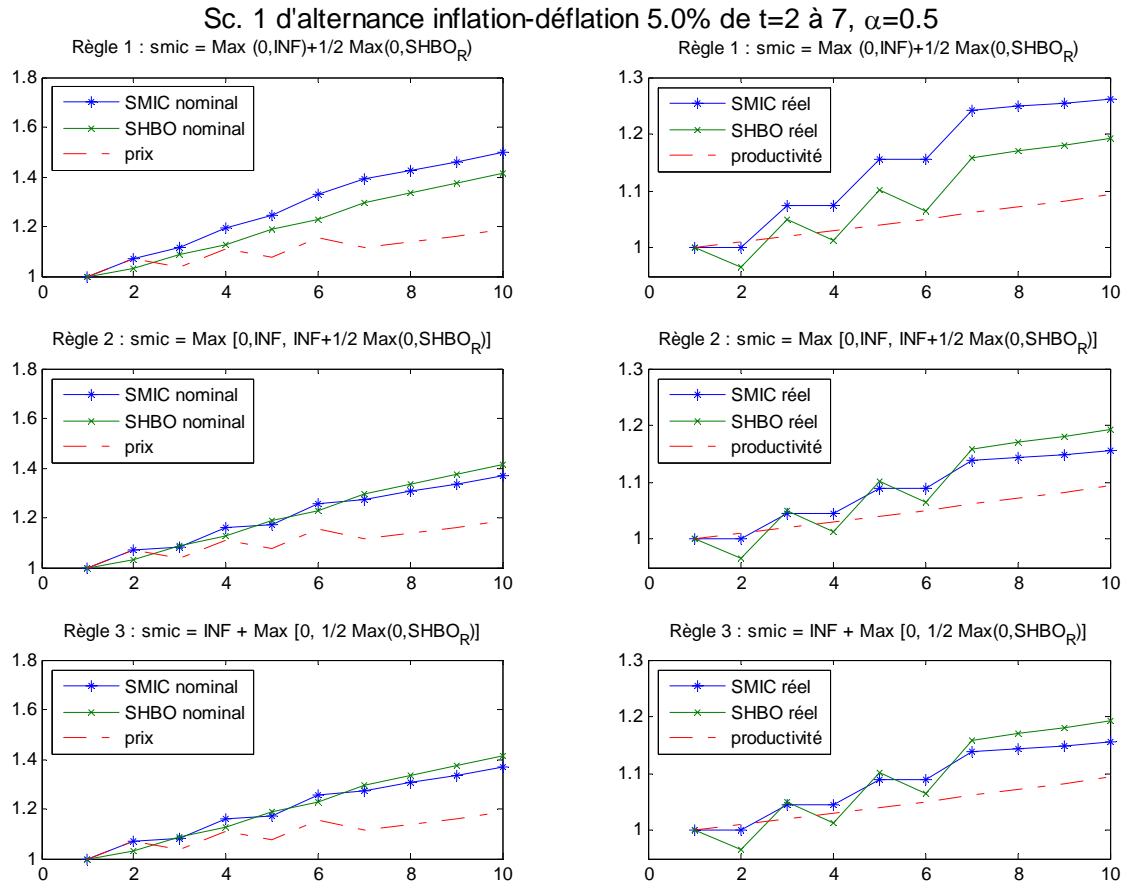 Sc. 1 d'alternance inflation-déflation 5.0% de t=2 à 7, α=0.5
Règle 1 : smic = Max (0,INF)+1/2 Max(0,SHBO_R)
1.8
1.6
1.4
1.2
1
0 2 4 6 8 10
SMIC nominal
SHBO nominal
prix
Règle 1 : smic = Max (0,INF)+1/2 Max(0,SHBO_R)
1.3
1.2
1.1
1
0 2 4 6 8 10
SMIC réel
SHBO réel
productivité
Règle 2 : smic = Max [0,INF, INF+1/2 Max(0,SHBO_R)]
1.8
1.6
1.4
1.2
1
0 2 4 6 8 10
SMIC nominal
SHBO nominal
prix
Règle 2 : smic = Max [0,INF, INF+1/2 Max(0,SHBO_R)]
1.3
1.2
1.1
1
0 2 4 6 8 10
SMIC réel
SHBO réel
productivité
Règle 3 : smic = INF + Max [0, 1/2 Max(0,SHBO_R)]
1.8
1.6
1.4
1.2
1
0 2 4 6 8 10
SMIC nominal
SHBO nominal
prix
Règle 3 : smic = INF + Max [0, 1/2 Max(0,SHBO_R)]
1.3
1.2
1.1
1
0 2 4 6 8 10
SMIC réel
SHBO réel
productivité